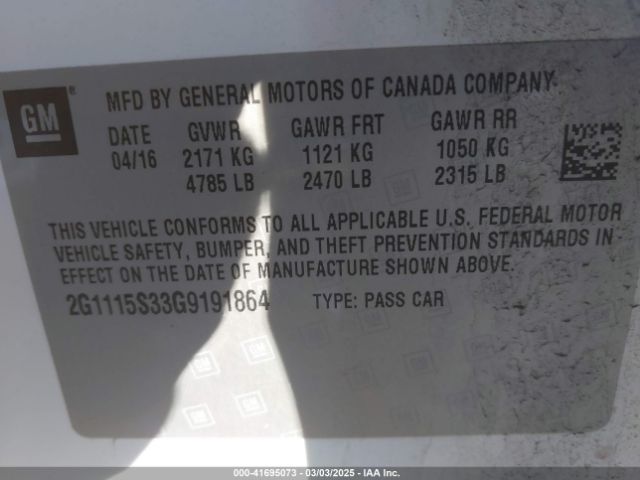 GM ®
MFD BY GENERAL MOTORS OF CANADA COMPANY
DATE GVWR GAWR FRT GAWR RR
04/16 2171 KG 1121 KG 1050 KG
4785 LB 2470 LB 2315 LB
THIS VEHICLE CONFORMS TO ALL APPLICABLE U.S. FEDERAL MOTOR
VEHICLE SAFETY, BUMPER, AND THEFT PREVENTION STANDARDS IN
EFFECT ON THE DATE OF MANUFACTURE SHOWN ABOVE.
2G1115S33G9191864 TYPE: PASS CAR
000-41695073 - 03/03/2025 - IAA Inc.